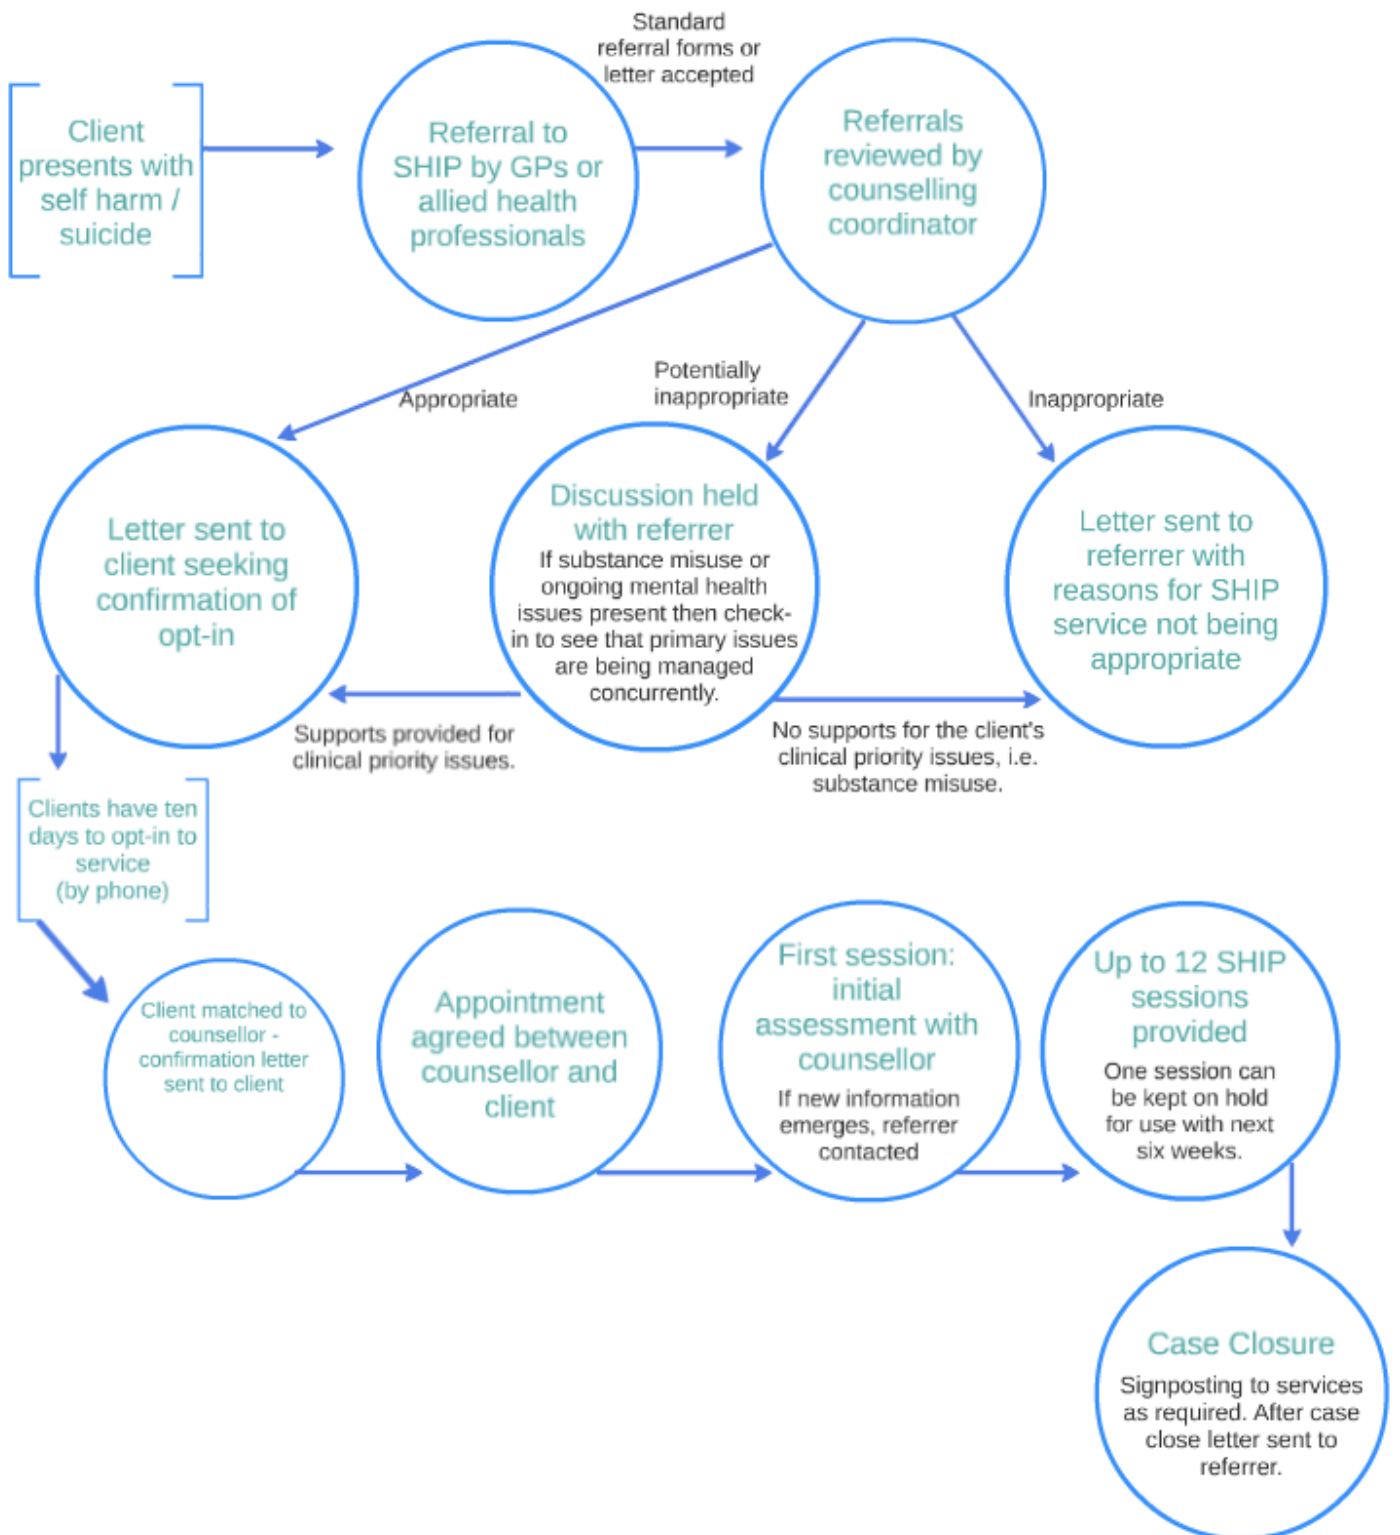 Standard
referral forms or
letter accepted
Client
presents with
self harm /
suicide
Referral to
SHIP by GPs or
allied health
professionals
Referrals
reviewed by
counselling
coordinator
Appropriate
Potentially
inappropriate
Inappropriate
Letter sent to
client seeking
confirmation of
opt-in
Discussion held
with referrer
If substance misuse or
ongoing mental health
issues present then check-
in to see that primary issues
are being managed
concurrently.
Letter sent to
referrer with
reasons for SHIP
service not being
appropriate
Supports provided for
clinical priority issues.
No supports for the client's
clinical priority issues, i.e.
substance misuse.
Clients have ten
days to opt-in to
service
(by phone)
Client matched to
counsellor -
confirmation letter
sent to client
Appointment
agreed between
counsellor and
client
First session:
initial
assessment with
counsellor
If new information
emerges, referrer
contacted
Up to 12 SHIP
sessions
provided
One session can
be kept on hold
for use with next
six weeks.
Case Closure
Signposting to services
as required. After case
close letter sent to
referrer.